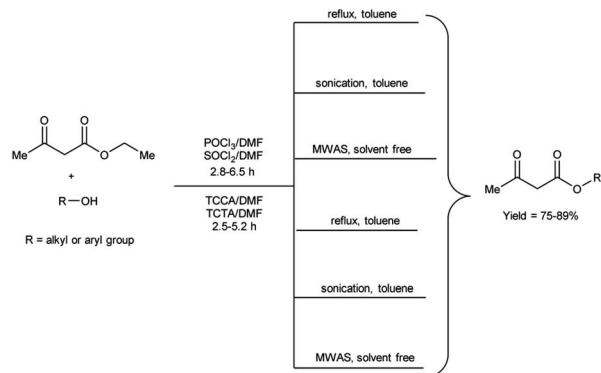 reflux, toluene
sonication, toluene
MWAS, solvent free
O O
Me O Me
+
R—OH
R = alkyl or aryl group
POCl3/DMF
SOCl2/DMF
2.8-6.5 h
TCCA/DMF
TCTA/DMF
2.5-5.2 h
reflux, toluene
sonication, toluene
MWAS, solvent free
O O
Me O R
Yield = 75-89%